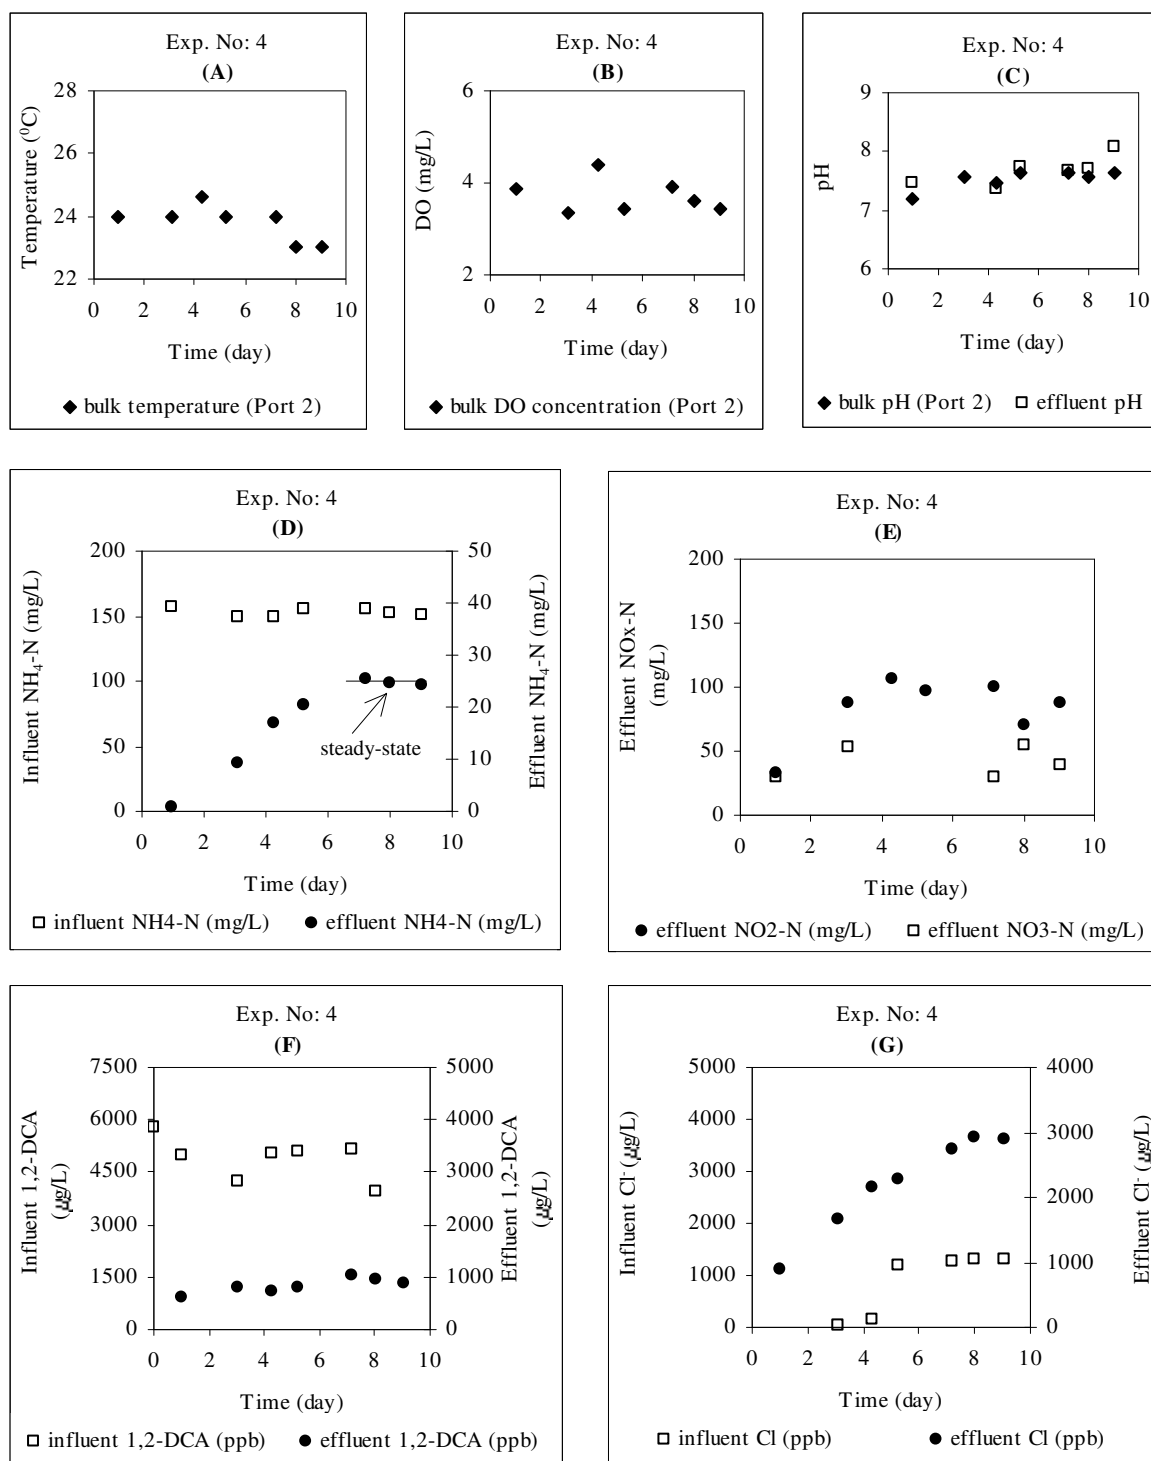 Exp. No: 4
(A)
Temperature (⁰C)
28
26
24
22
0 2 4 6 8 10
Time (day)
◆ bulk temperature (Port 2)
Exp. No: 4
(B)
DO (mg/L)
6
4
2
0 2 4 6 8 10
Time (day)
◆ bulk DO concentration (Port 2)
Exp. No: 4
(C)
pH
9
8
7
6
0 2 4 6 8 10
Time (day)
◆ bulk pH (Port 2) □ effluent pH
Exp. No: 4
(D)
Influent NH₄-N (mg/L)
200
150
100
50
0
50
40
30
20
10
0
Effluent NH₄-N (mg/L)
steady-state
0 2 4 6 8 10
Time (day)
□ influent NH4-N (mg/L) ● effluent NH4-N (mg/L)
Exp. No: 4
(E)
Effluent NOx-N
(mg/L)
200
150
100
50
0
0 2 4 6 8 10
Time (day)
● effluent NO2-N (mg/L) □ effluent NO3-N (mg/L)
Exp. No: 4
(F)
Influent 1,2-DCA
(µg/L)
7500
6000
4500
3000
1500
0
5000
4000
3000
2000
1000
0
Effluent 1,2-DCA
(µg/L)
0 2 4 6 8 10
Time (day)
□ influent 1,2-DCA (ppb) ● effluent 1,2-DCA (ppb)
Exp. No: 4
(G)
Influent Cl⁻ (µg/L)
5000
4000
3000
2000
1000
0
4000
3000
2000
1000
0
Effluent Cl⁻ (µg/L)
0 2 4 6 8 10
Time (day)
□ influent Cl (ppb) ● effluent Cl (ppb)